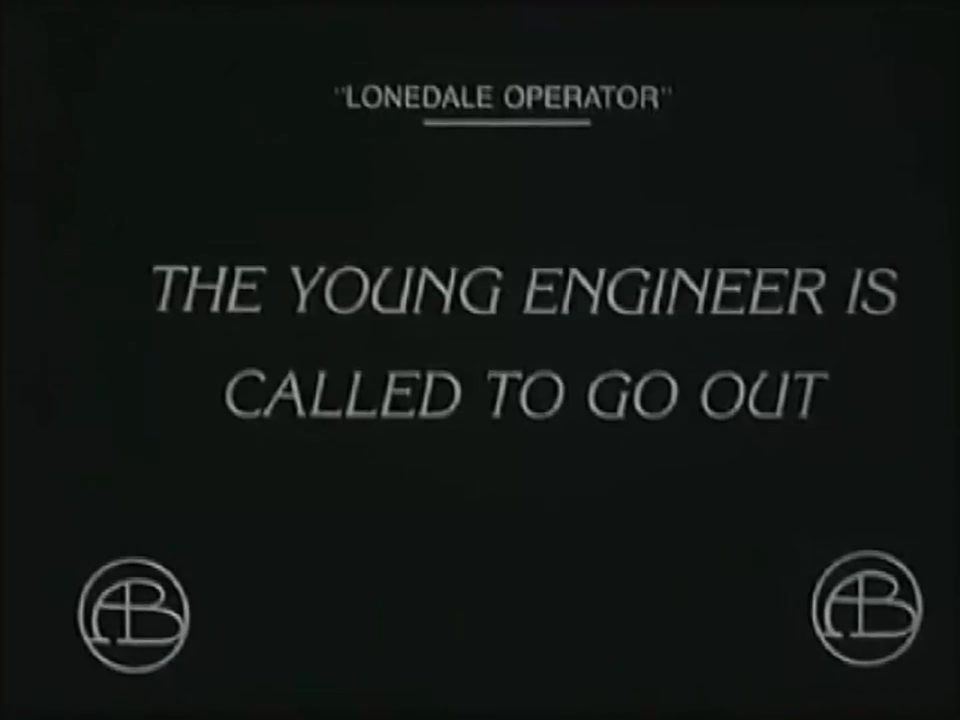 "LONEDALE OPERATOR"
THE YOUNG ENGINEER IS
CALLED TO GO OUT
AB AB